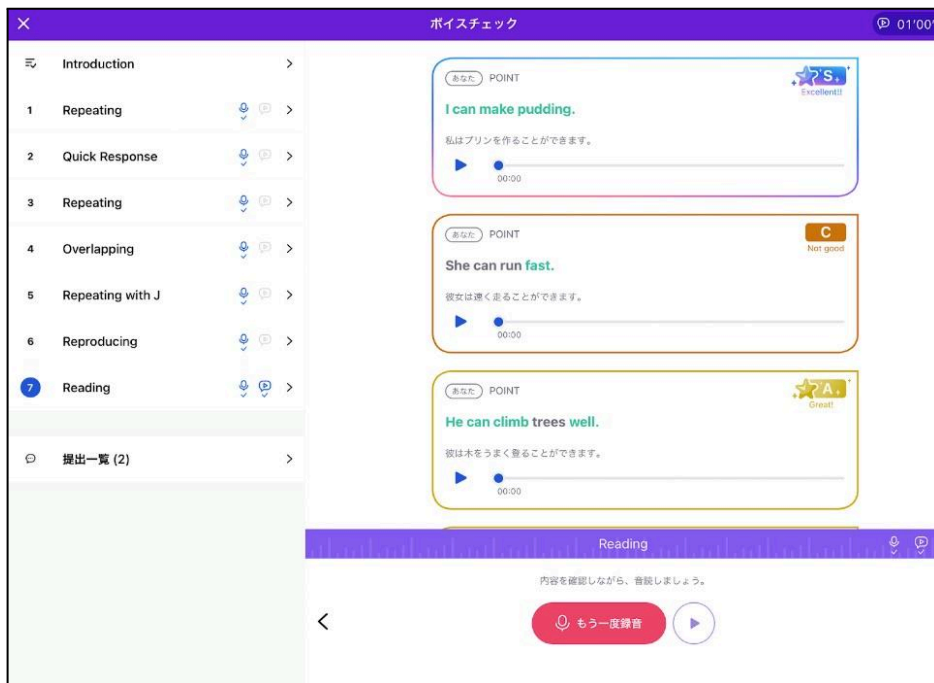 ボイスチェック
01'00"
Introduction
1 Repeating
2 Quick Response
3 Repeating
4 Overlapping
5 Repeating with J
6 Reproducing
7 Reading
提出一覧 (2)
あなた POINT
S
Excellent!!
I can make pudding.
私はプリンを作ることができます。
00:00
あなた POINT
C
Not good
She can run fast.
彼女は速く走ることができます。
00:00
あなた POINT
A
Great!
He can climb trees well.
彼は木をうまく登ることができます。
00:00
Reading
内容を確認しながら、音読しましょう。
もう一度録音